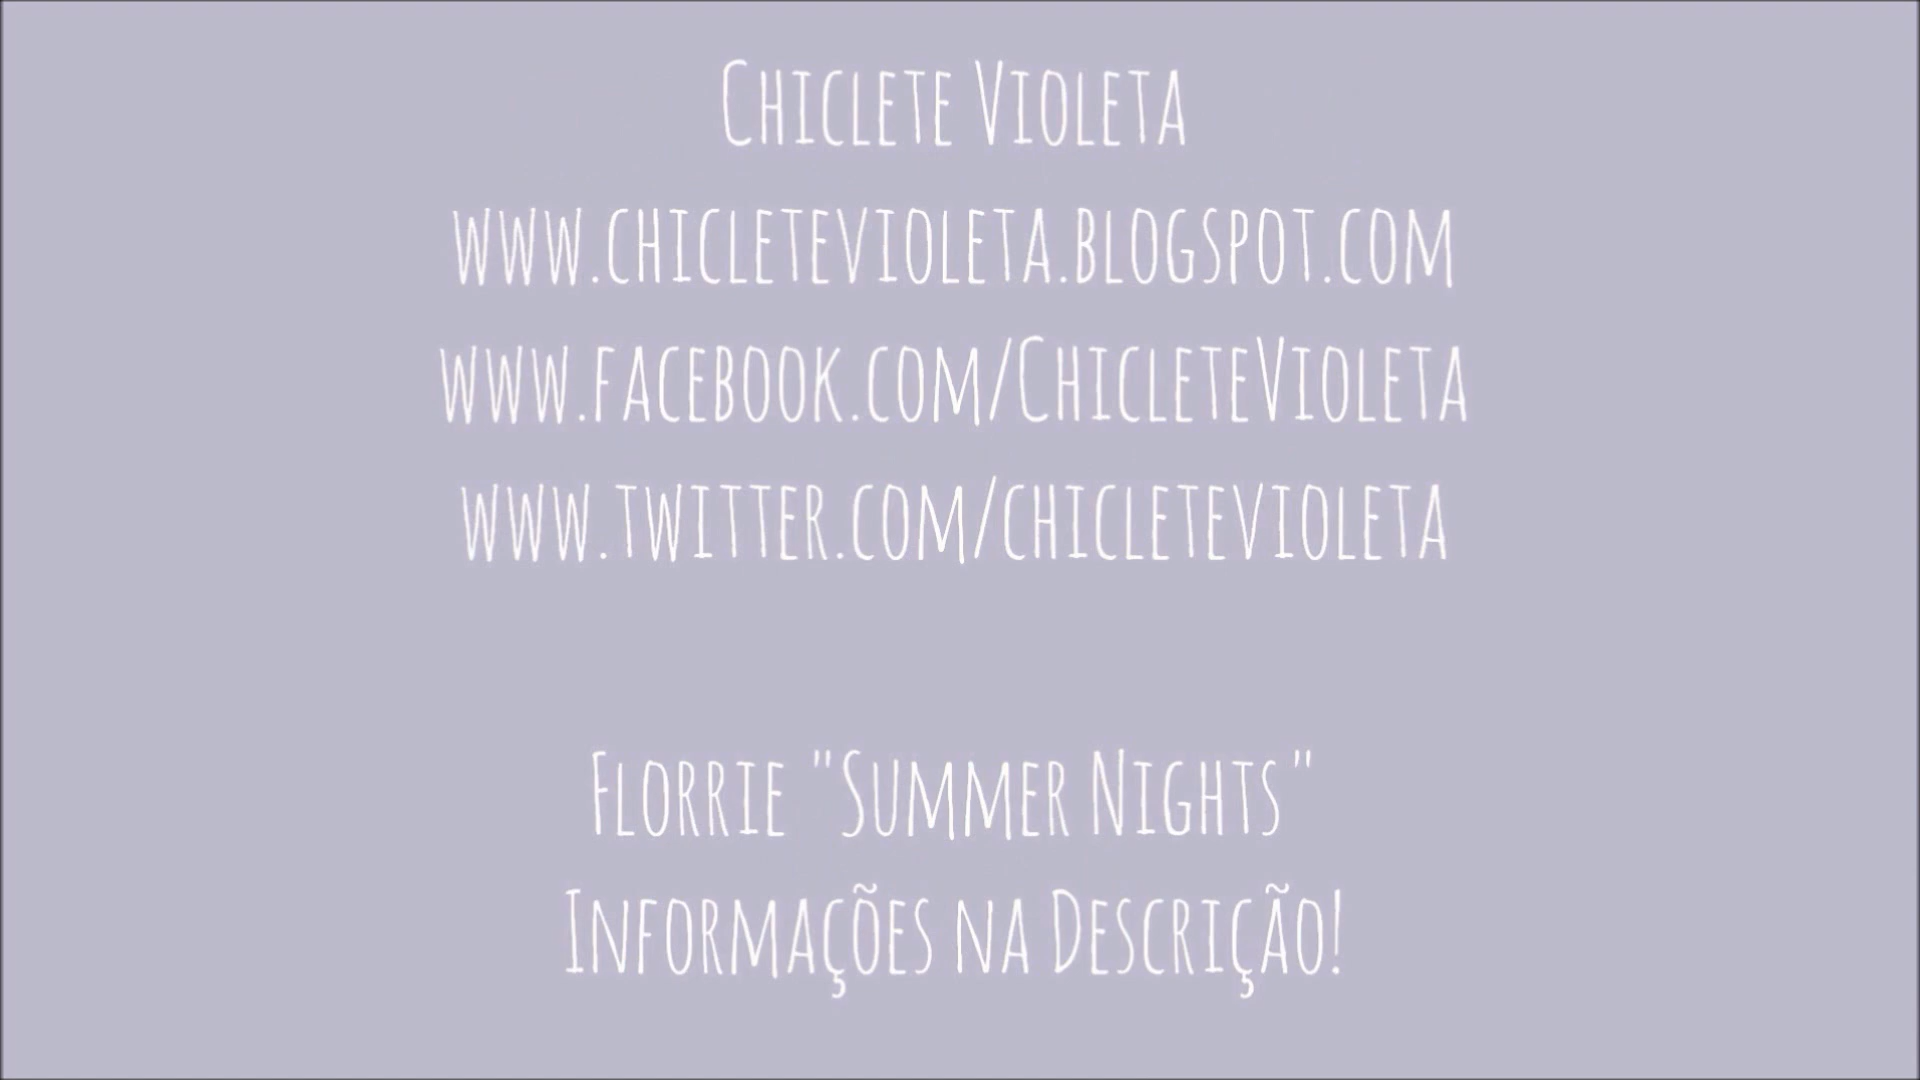 Chiclete Violeta
www.chicletevioleta.blogspot.com
www.facebook.com/ChicleteVioleta
www.twitter.com/chicletevioleta
Florrie "Summer Nights"
Informações na Descrição!